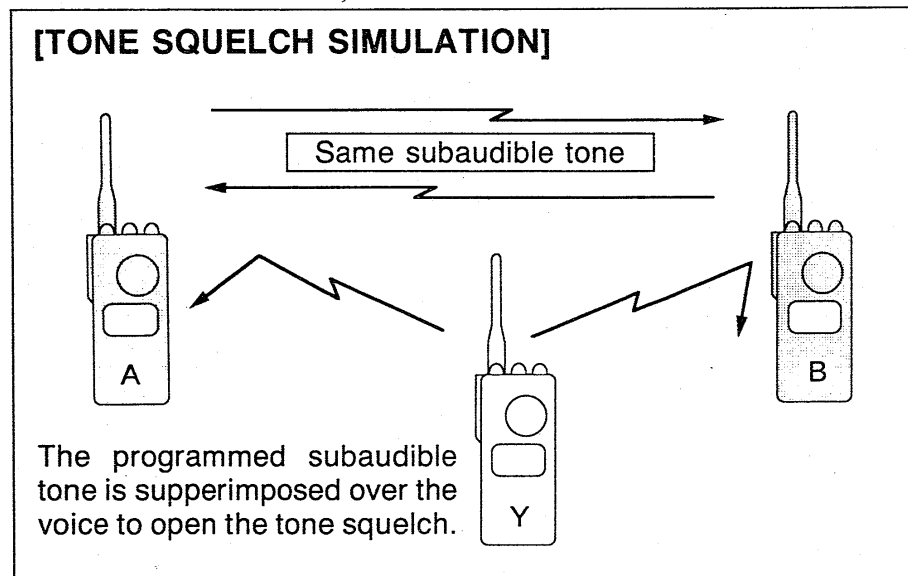 [TONE SQUELCH SIMULATION]
Same subaudible tone
A
B
Y
The programmed subaudible
tone is supperimposed over the
voice to open the tone squelch.